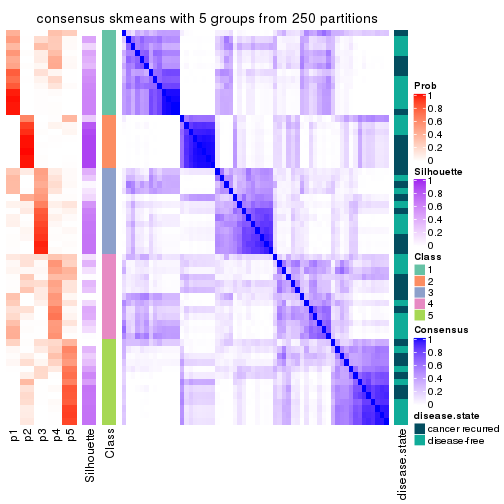 consensus skmeans with 5 groups from 250 partitions
p1
p2
p3
p4
p5
Silhouette
Class
disease.state
Prob
1
0.8
0.6
0.4
0.2
0
Silhouette
1
0.8
0.6
0.4
0.2
0
Class
1
2
3
4
5
Consensus
1
0.8
0.6
0.4
0.2
0
disease.state
cancer recurred
disease-free